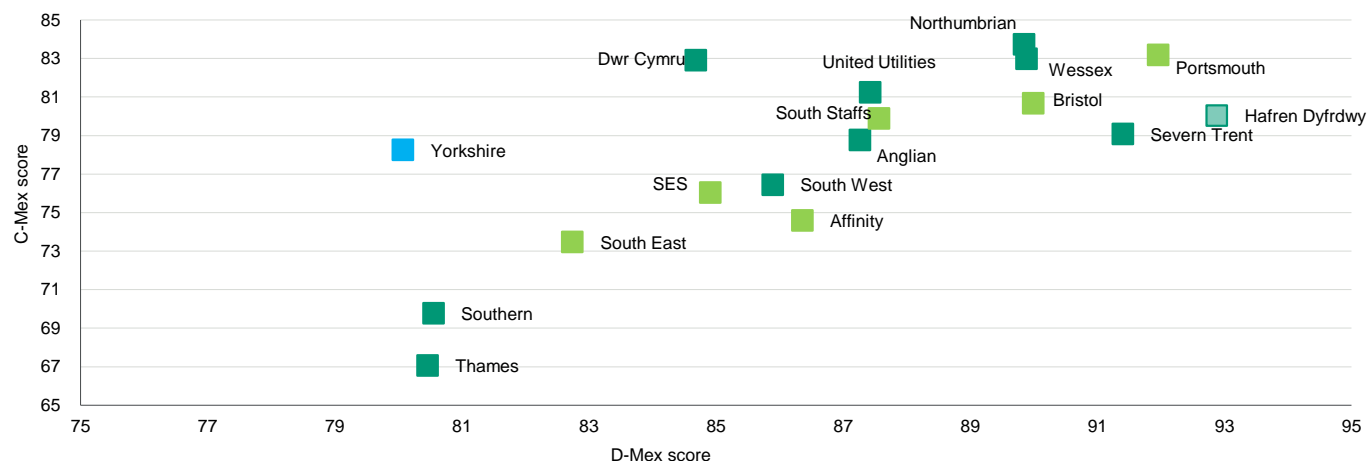 85
83
81
79
77
75
73
71
69
67
65
C-Mex score
Northumbrian
Dwr Cymru
United Utilities
Wessex
Portsmouth
South Staffs
Bristol
Hafren Dyfrdwy
Severn Trent
Yorkshire
Anglian
SES
South West
Affinity
South East
Southern
Thames
75 77 79 81 83 85 87 89 91 93 95
D-Mex score